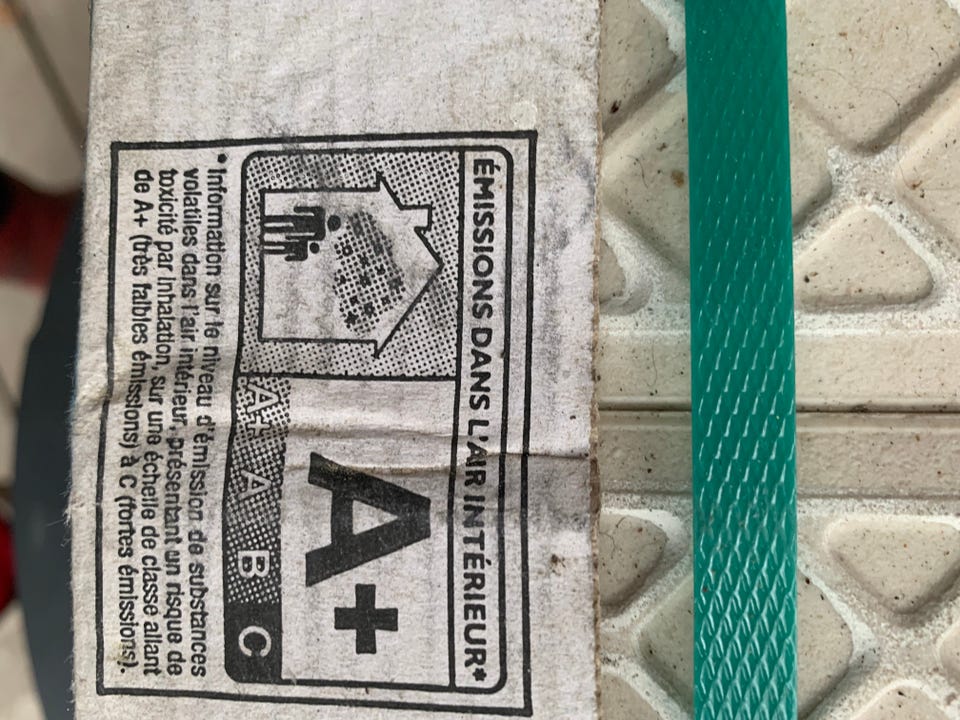 ÉMISSIONS DANS L'AIR INTÉRIEUR*
A+
A+ A B C
* Information sur le niveau d'émission de substances
volatiles dans l'air intérieur, présentant un risque de
toxicité par inhalation, sur une échelle de classe allant
de A+ (très faibles émissions) à C (fortes émissions).